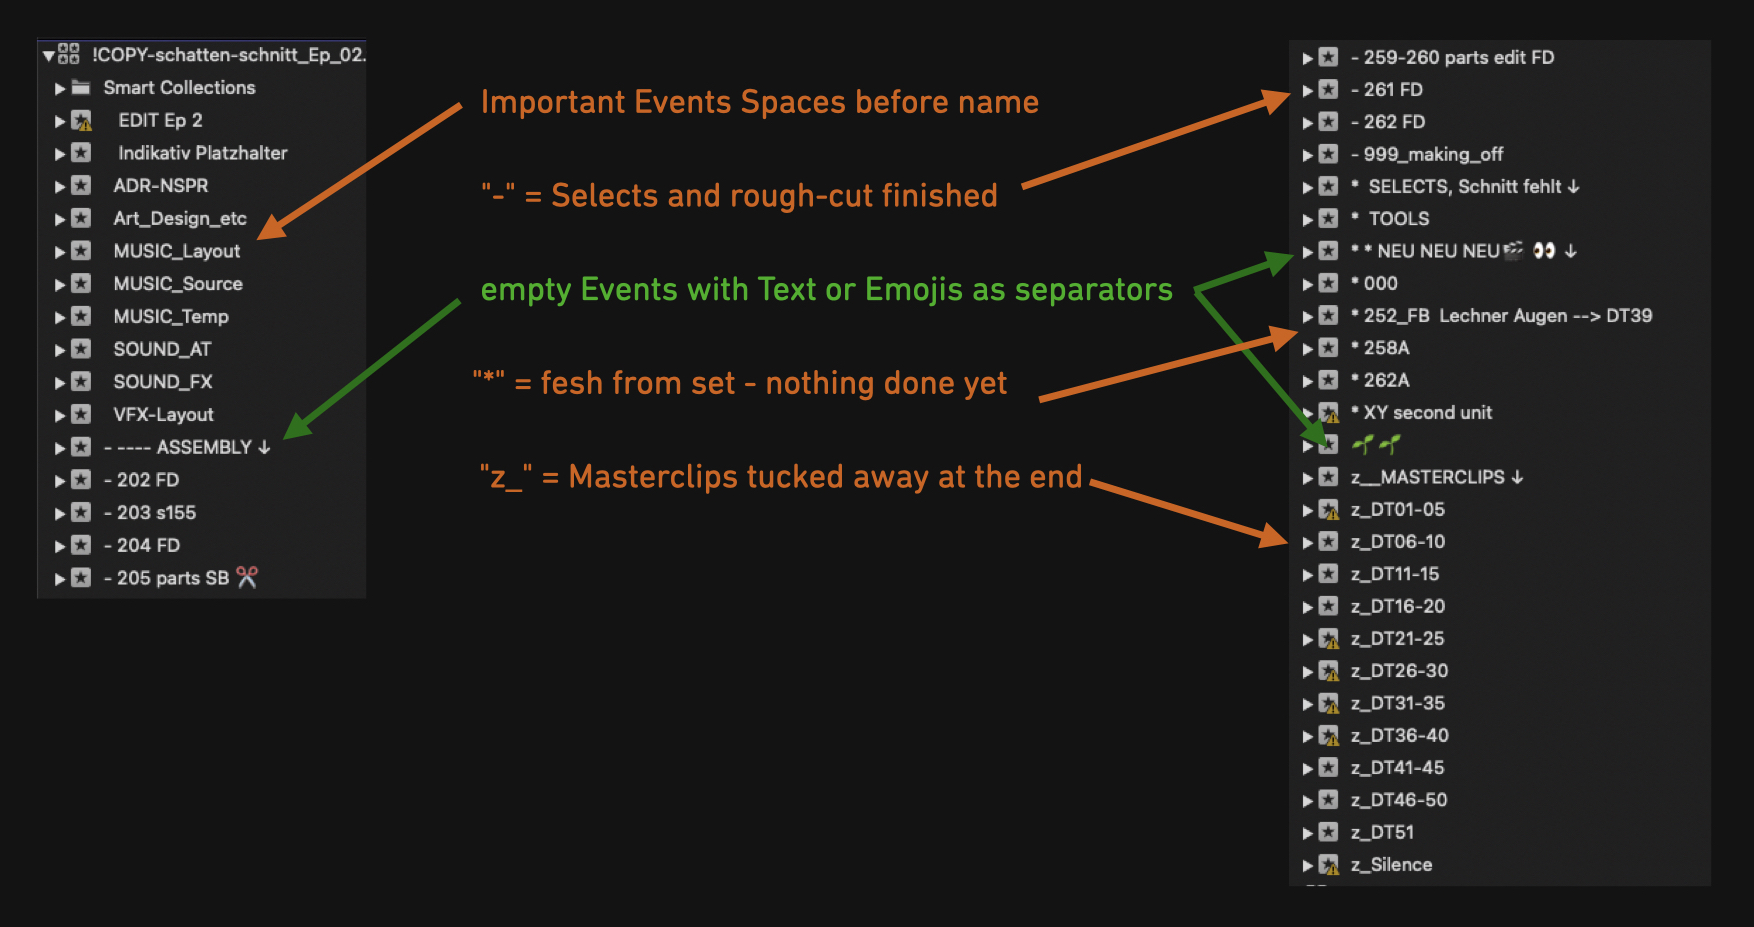 !COPY-schatten-schnitt_Ep_02.
Smart Collections
EDIT Ep 2
Indikativ Platzhalter
ADR-NSPR
Art_Design_etc
MUSIC_Layout
MUSIC_Source
MUSIC_Temp
SOUND_AT
SOUND_FX
VFX-Layout
- ---- ASSEMBLY ↓
- 202 FD
- 203 s155
- 204 FD
- 205 parts SB ✂️
Important Events Spaces before name
"-" = Selects and rough-cut finished
empty Events with Text or Emojis as separators
"*" = fesh from set - nothing done yet
"z_" = Masterclips tucked away at the end
- 259-260 parts edit FD
- 261 FD
- 262 FD
- 999_making_off
*  SELECTS, Schnitt fehlt ↓
*  TOOLS
* * NEU NEU NEU🎬 👀 ↓
* 000
* 252_FB  Lechner Augen --> DT39
* 258A
* 262A
* XY second unit
🌱🌱
z__MASTERCLIPS ↓
z_DT01-05
z_DT06-10
z_DT11-15
z_DT16-20
z_DT21-25
z_DT26-30
z_DT31-35
z_DT36-40
z_DT41-45
z_DT46-50
z_DT51
z_Silence